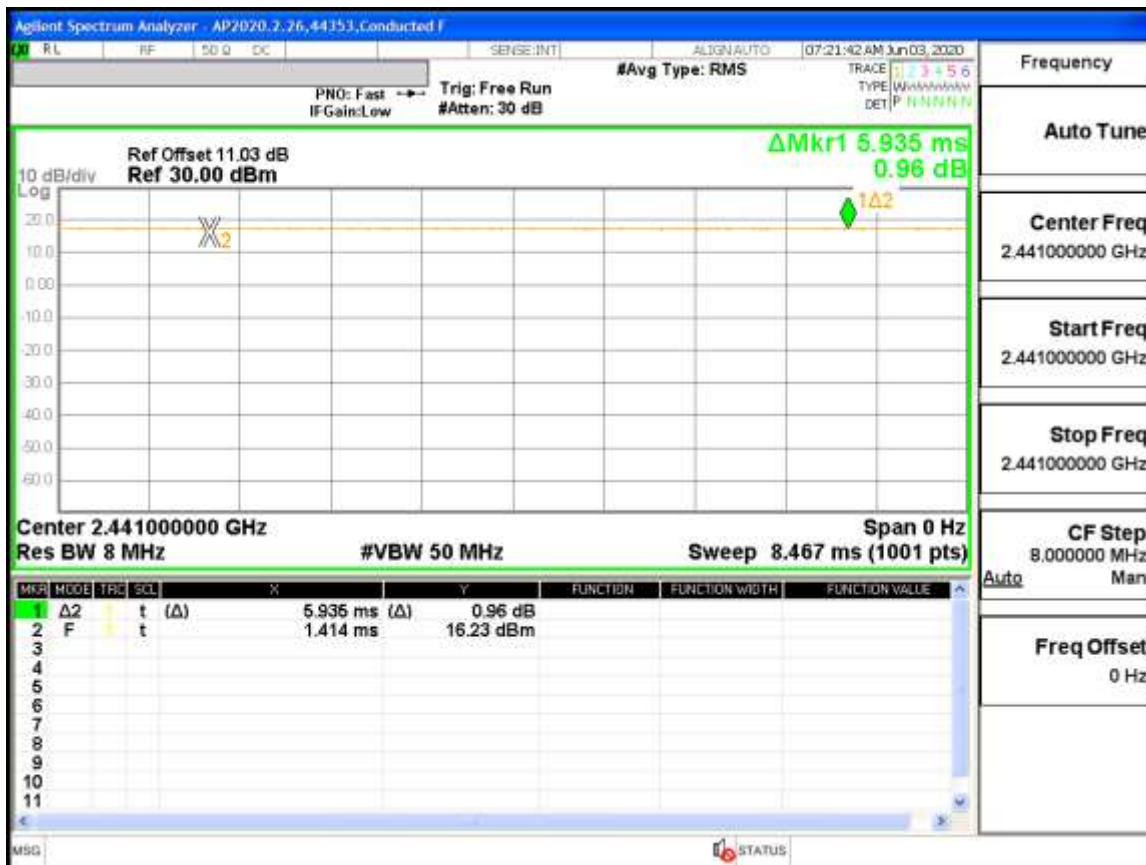 Agilent Spectrum Analyzer - AP2020.2.26,44353,Conducted F
RL RF 50 Ω DC SENSE:INT ALIGN AUTO 07:21:42 AM Jun 03, 2020
#Avg Type: RMS
TRACE 1 2 3 4 5 6
PNO: Fast Trig: Free Run
TYPE
IFGain:Low #Atten: 30 dB
DET P N N N N N
ΔMkr1 5.935 ms
0.96 dB
Ref Offset 11.03 dB
10 dB/div Ref 30.00 dBm
Log
1Δ2
20.0
2
10.0
0.00
-10.0
-20.0
-30.0
-40.0
-50.0
-60.0
Center 2.441000000 GHz Span 0 Hz
Res BW 8 MHz #VBW 50 MHz Sweep 8.467 ms (1001 pts)
MKR MODE TRC SCL X Y FUNCTION FUNCTION WIDTH FUNCTION VALUE
1 Δ2 1 t (Δ) 5.935 ms (Δ) 0.96 dB
2 F 1 t 1.414 ms 16.23 dBm
3
4
5
6
7
8
9
10
11
MSG STATUS
Frequency
Auto Tune
Center Freq
2.441000000 GHz
Start Freq
2.441000000 GHz
Stop Freq
2.441000000 GHz
CF Step
8.000000 MHz
Auto Man
Freq Offset
0 Hz